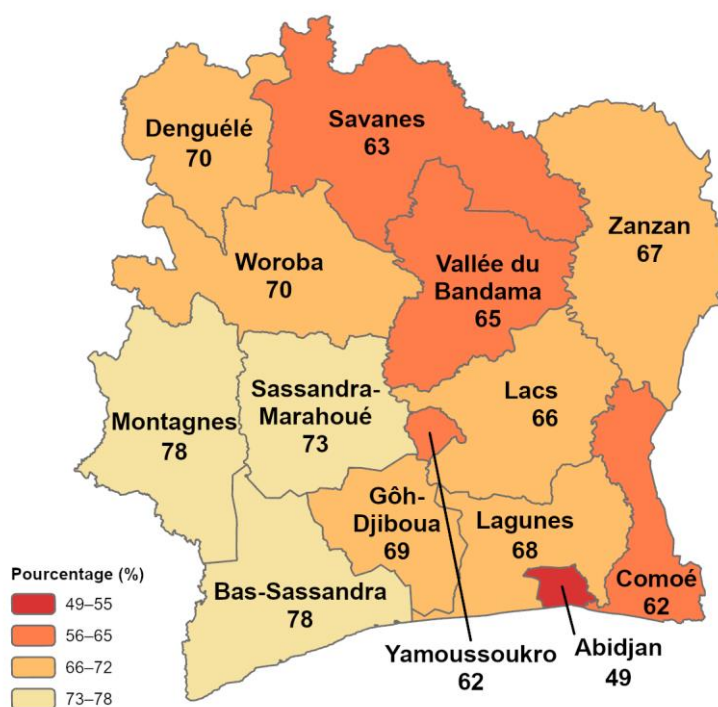 Denguélé
70
Savanes
63
Zanzan
67
Woroba
70
Vallée du
Bandama
65
Sassandra-
Marahoué
73
Lacs
66
Montagnes
78
Gôh-
Djiboua
69
Lagunes
68
Comoé
62
Bas-Sassandra
78
Yamoussoukro
62
Abidjan
49
Pourcentage (%)
49–55
56–65
66–72
73–78